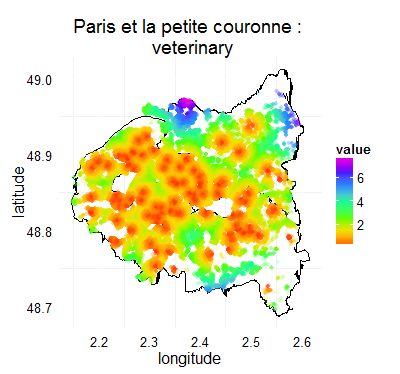 Paris et la petite couronne :
veterinary
49.0
48.9
48.8
48.7
latitude
2.2 2.3 2.4 2.5 2.6
longitude
value
6
4
2